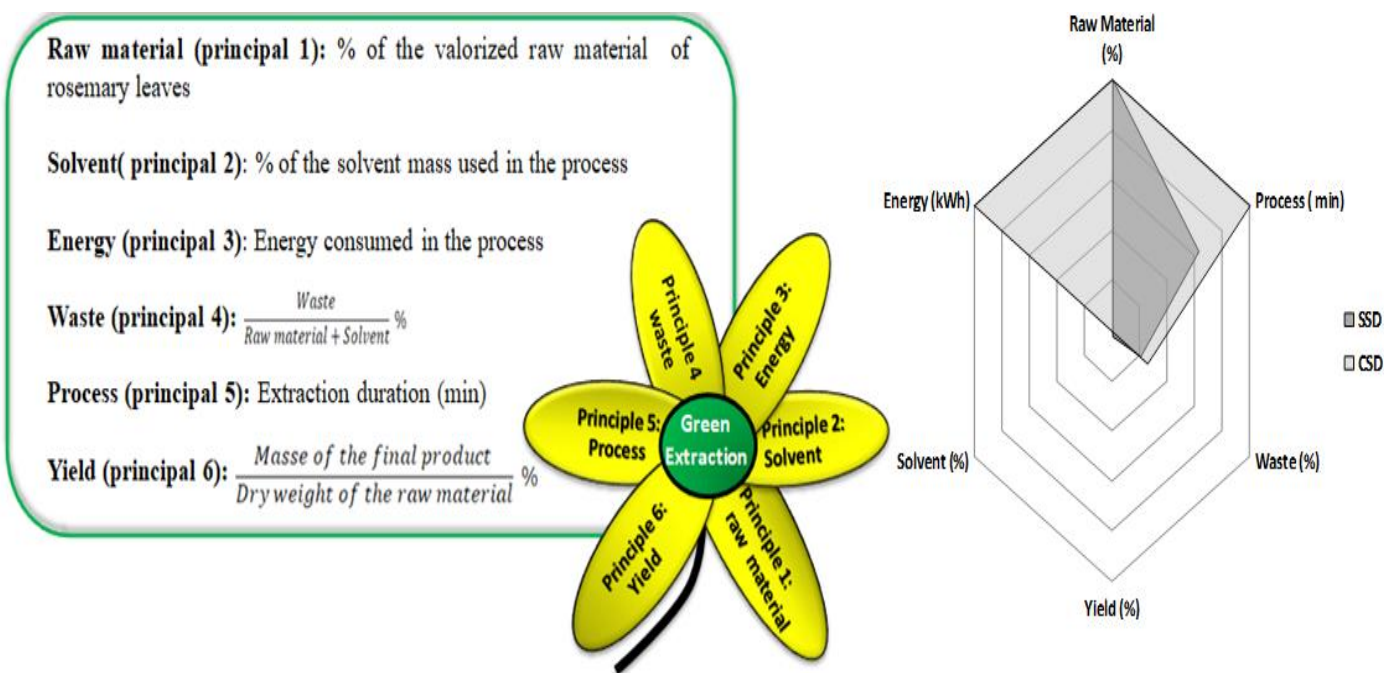 Raw material (principal 1): % of the valorized raw material of
rosemary leaves
Solvent( principal 2): % of the solvent mass used in the process
Energy (principal 3): Energy consumed in the process
Waste (principal 4): Waste / Raw material + Solvent %
Process (principal 5): Extraction duration (min)
Yield (principal 6): Masse of the final product / Dry weight of the raw material %
Principle 4
waste
Principle 3:
Energy
Principle 5:
Process
Green
Extraction
Principle 2:
Solvent
Principle 6:
Yield
Principle 1:
raw material
Raw Material
(%)
Energy (kWh)
Process ( min)
SSD
CSD
Solvent (%)
Waste (%)
Yield (%)